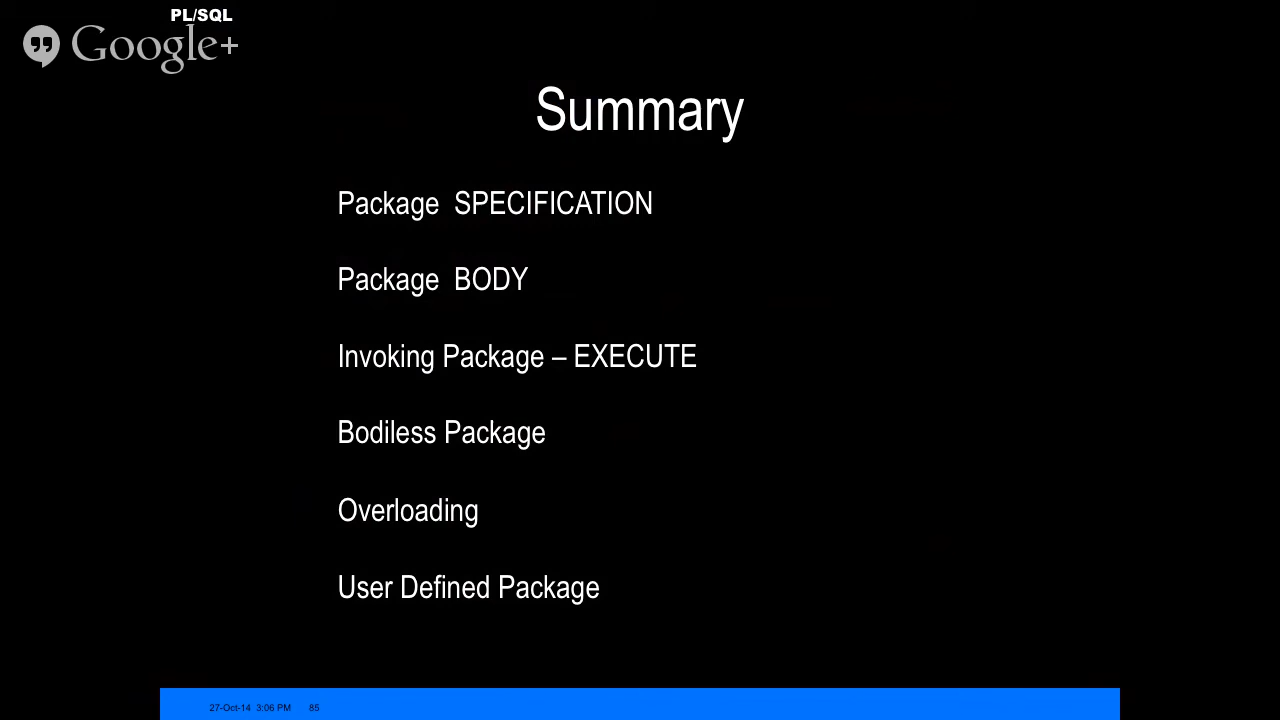 PL/SQL
Google+
Summary
Package SPECIFICATION
Package BODY
Invoking Package – EXECUTE
Bodiless Package
Overloading
User Defined Package
27-Oct-14 3:06 PM 85